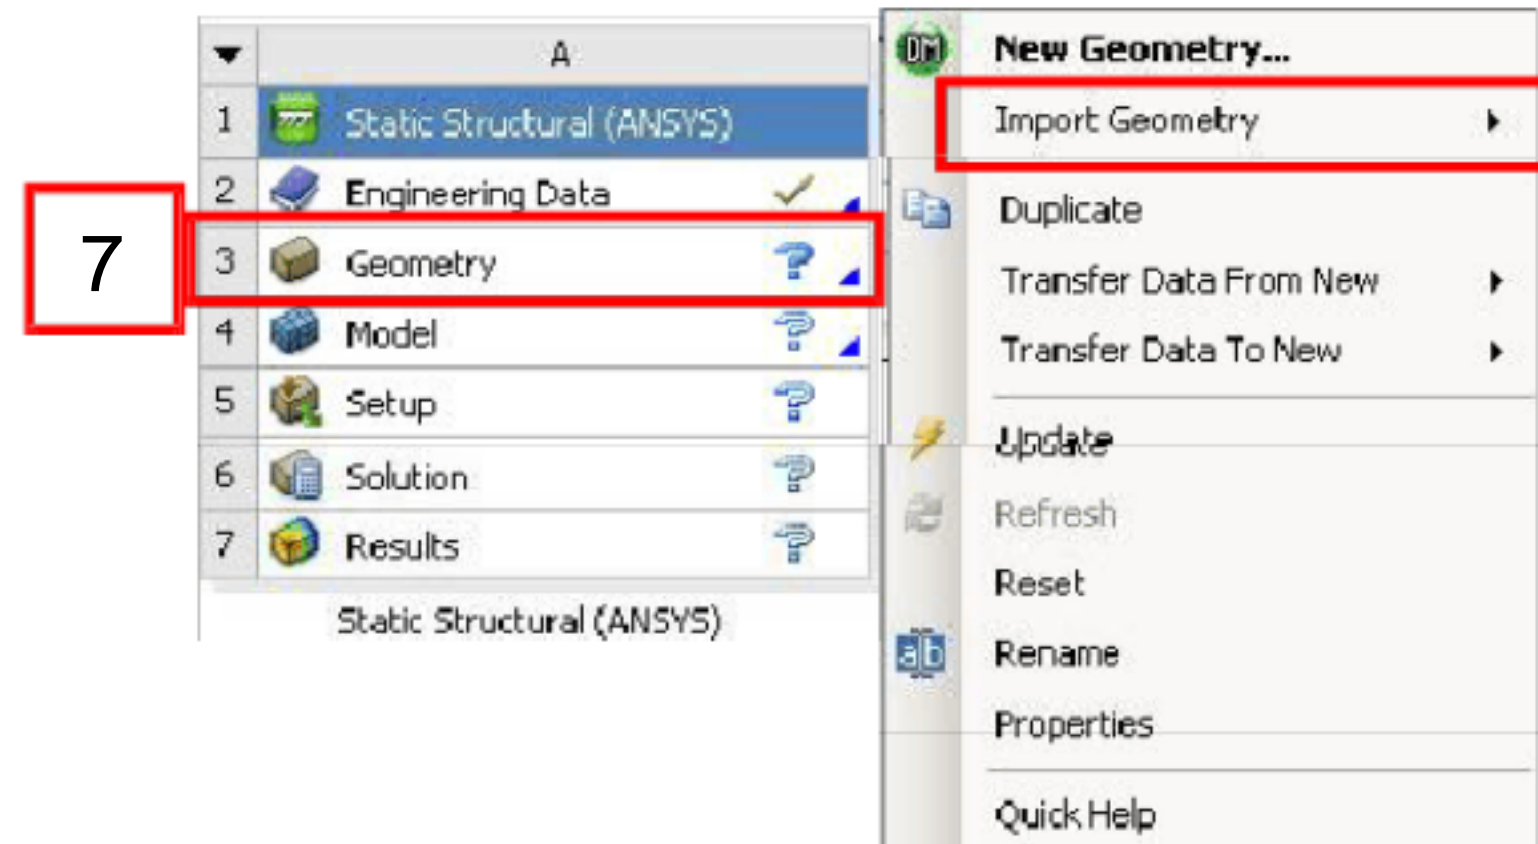 A
1 Static Structural (ANSYS)
2 Engineering Data
7
3 Geometry ?
4 Model ?
5 Setup ?
6 Solution ?
7 Results ?
Static Structural (ANSYS)
DM New Geometry...
Import Geometry
Duplicate
Transfer Data From New
Transfer Data To New
Update
Refresh
Reset
ab Rename
Properties
Quick Help